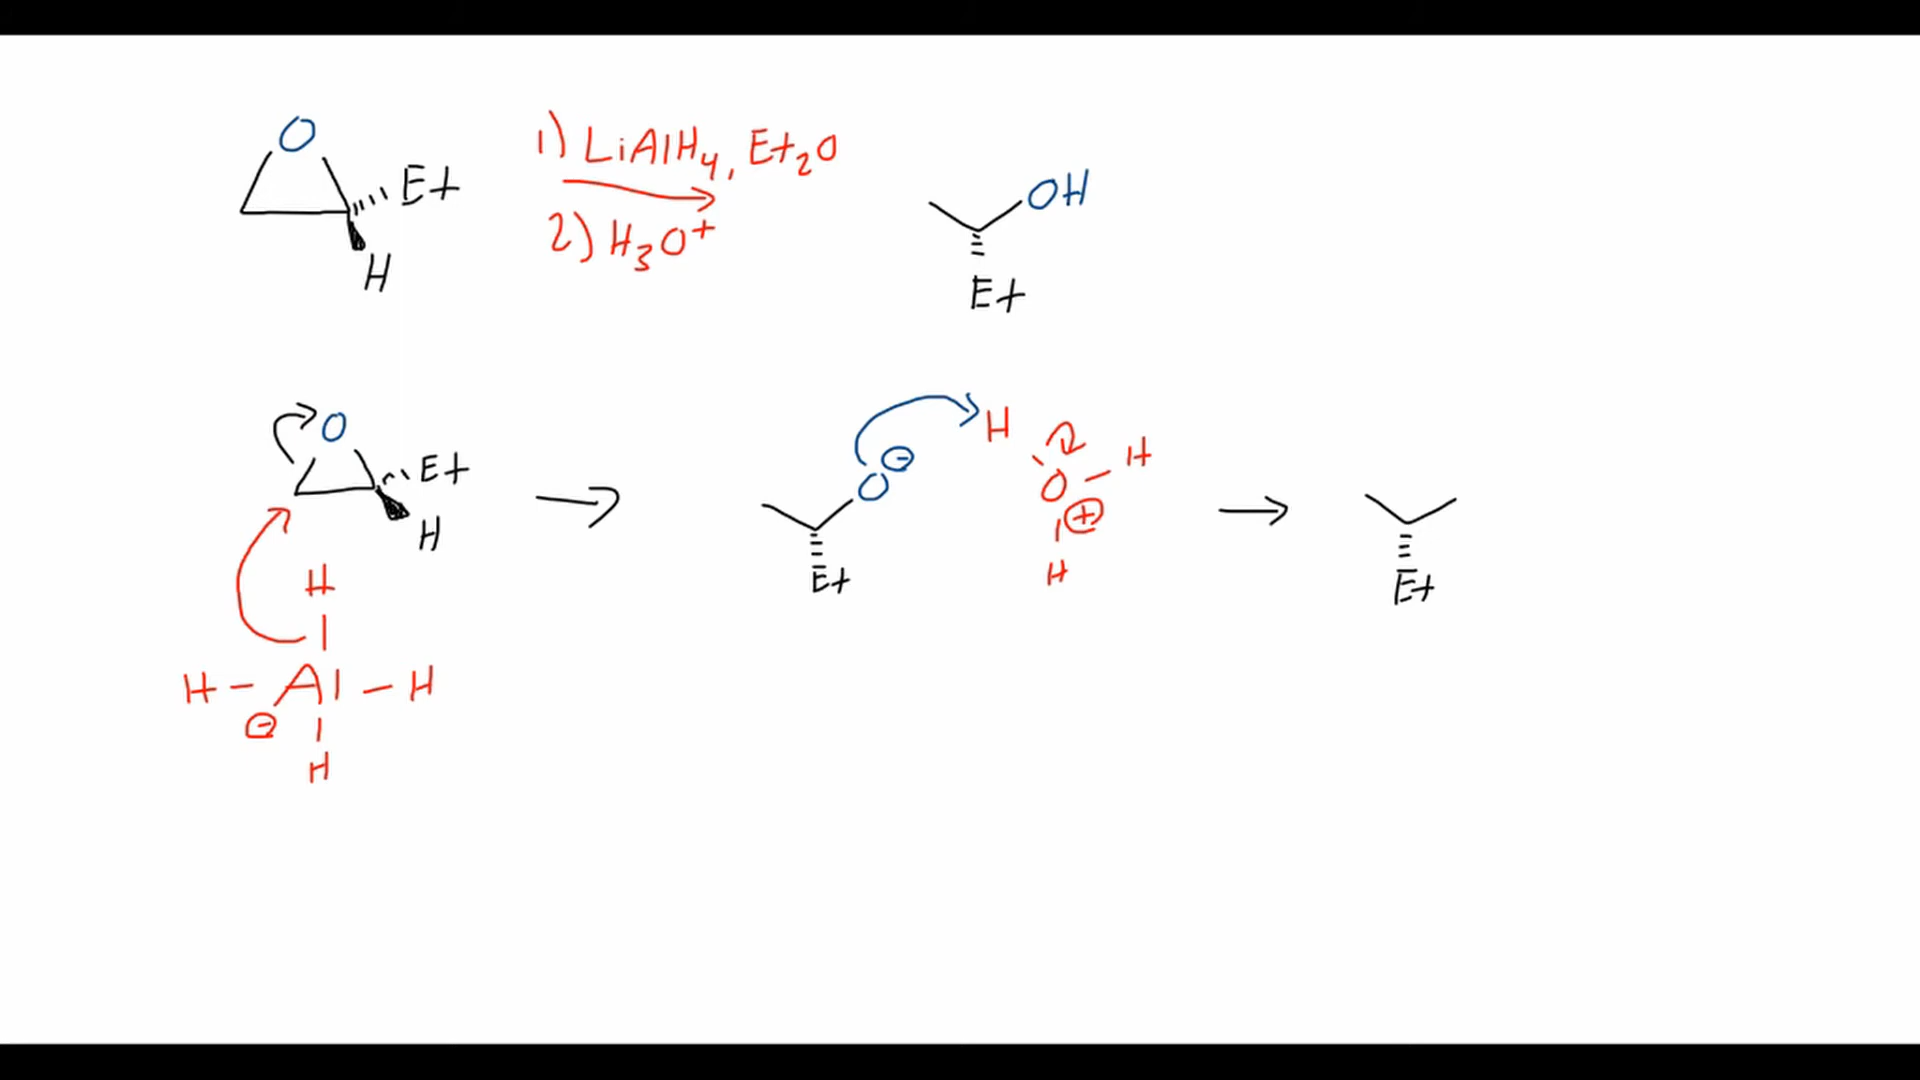 O
Et
H
1) LiAlH4, Et2O
2) H3O+
OH
Et
O
Et
H
H
H - Al - H
⊖
H
O ⊖
Et
H
O - H
⊕
H
Et